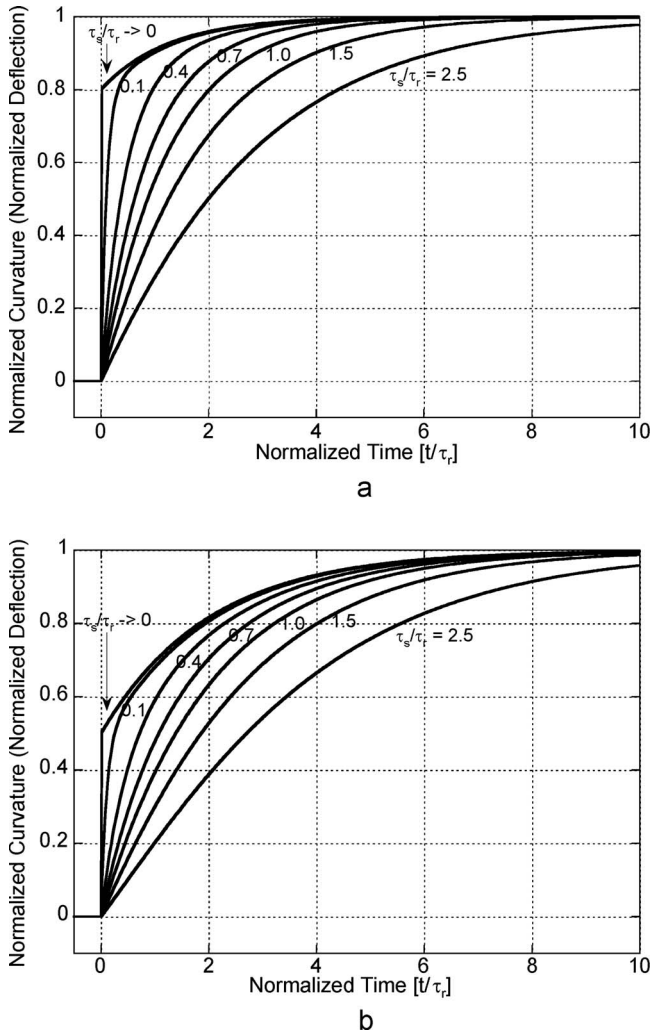 Normalized Curvature (Normalized Deflection)
1
0.8
0.6
0.4
0.2
0
τs/τr -> 0
0.1
0.4
0.7
1.0
1.5
τs/τr = 2.5
0 2 4 6 8 10
Normalized Time [t/τr]
a
Normalized Curvature (Normalized Deflection)
1
0.8
0.6
0.4
0.2
0
τs/τr -> 0
0.1
0.4
0.7
1.0
1.5
τs/τr = 2.5
0 2 4 6 8 10
Normalized Time [t/τr]
b